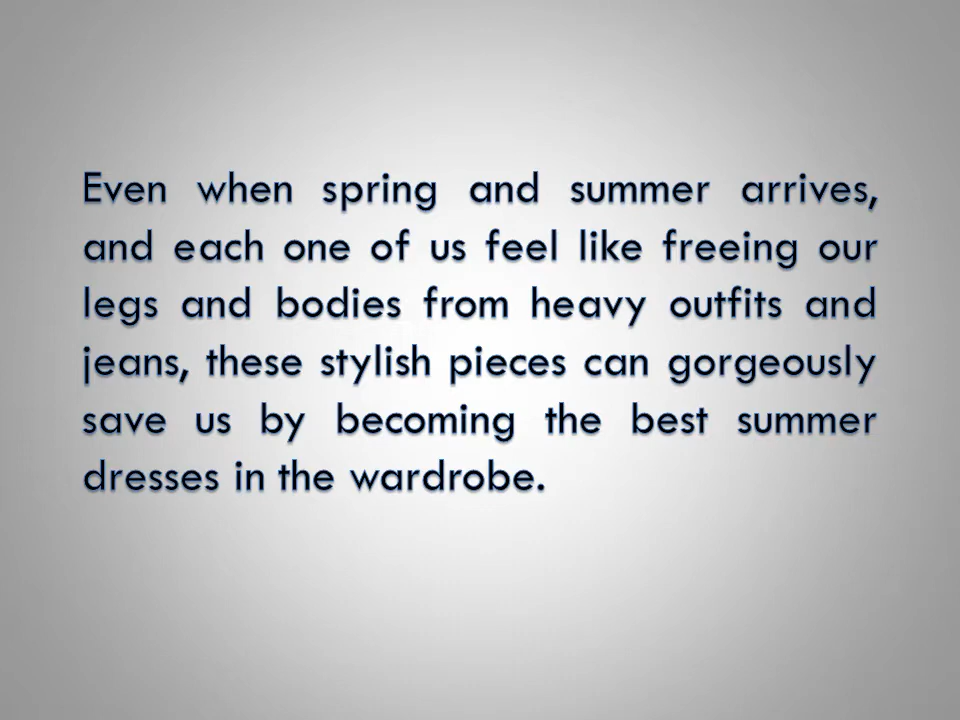 Even when spring and summer arrives,
and each one of us feel like freeing our
legs and bodies from heavy outfits and
jeans, these stylish pieces can gorgeously
save us by becoming the best summer
dresses in the wardrobe.